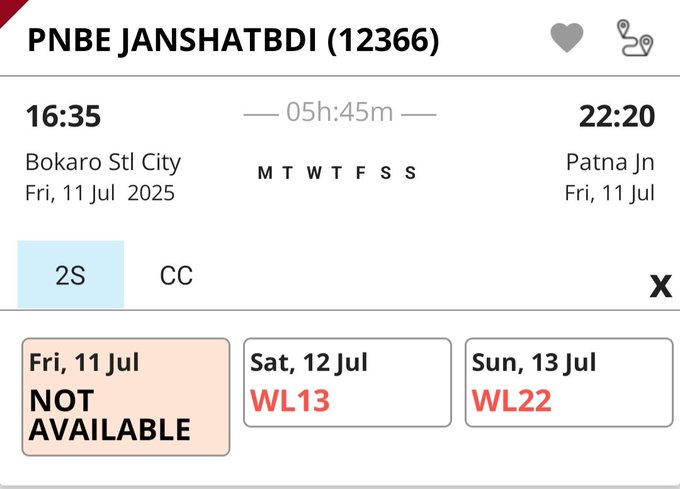 PNBE JANSHATBDI (12366)
16:35 05h:45m 22:20
Bokaro Stl City Patna Jn
Fri, 11 Jul 2025 M T W T F S S Fri, 11 Jul
2S CC X
Fri, 11 Jul
NOT
AVAILABLE
Sat, 12 Jul
WL13
Sun, 13 Jul
WL22